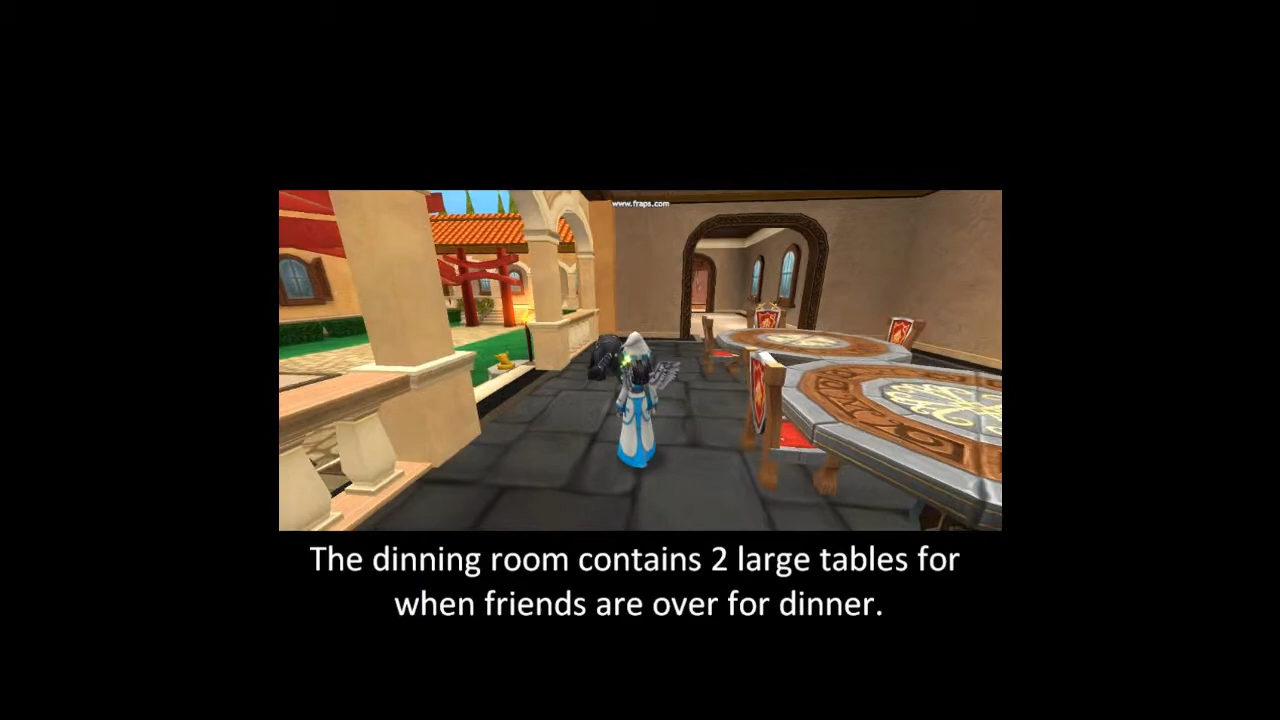 www.fraps.com
The dinning room contains 2 large tables for
when friends are over for dinner.